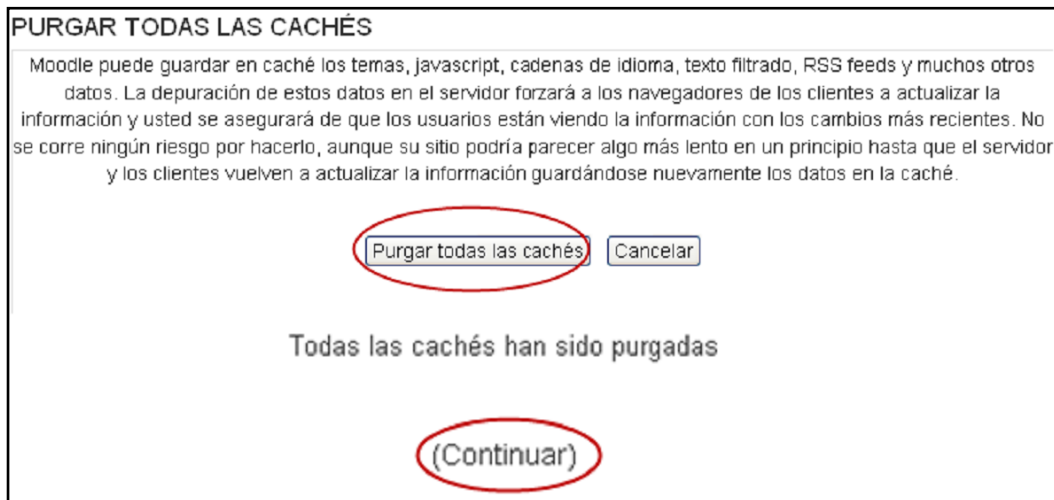 PURGAR TODAS LAS CACHÉS
Moodle puede guardar en caché los temas, javascript, cadenas de idioma, texto filtrado, RSS feeds y muchos otros
datos. La depuración de estos datos en el servidor forzará a los navegadores de los clientes a actualizar la
información y usted se asegurará de que los usuarios están viendo la información con los cambios más recientes. No
se corre ningún riesgo por hacerlo, aunque su sitio podría parecer algo más lento en un principio hasta que el servidor
y los clientes vuelven a actualizar la información guardándose nuevamente los datos en la caché.
Purgar todas las cachés Cancelar
Todas las cachés han sido purgadas
(Continuar)